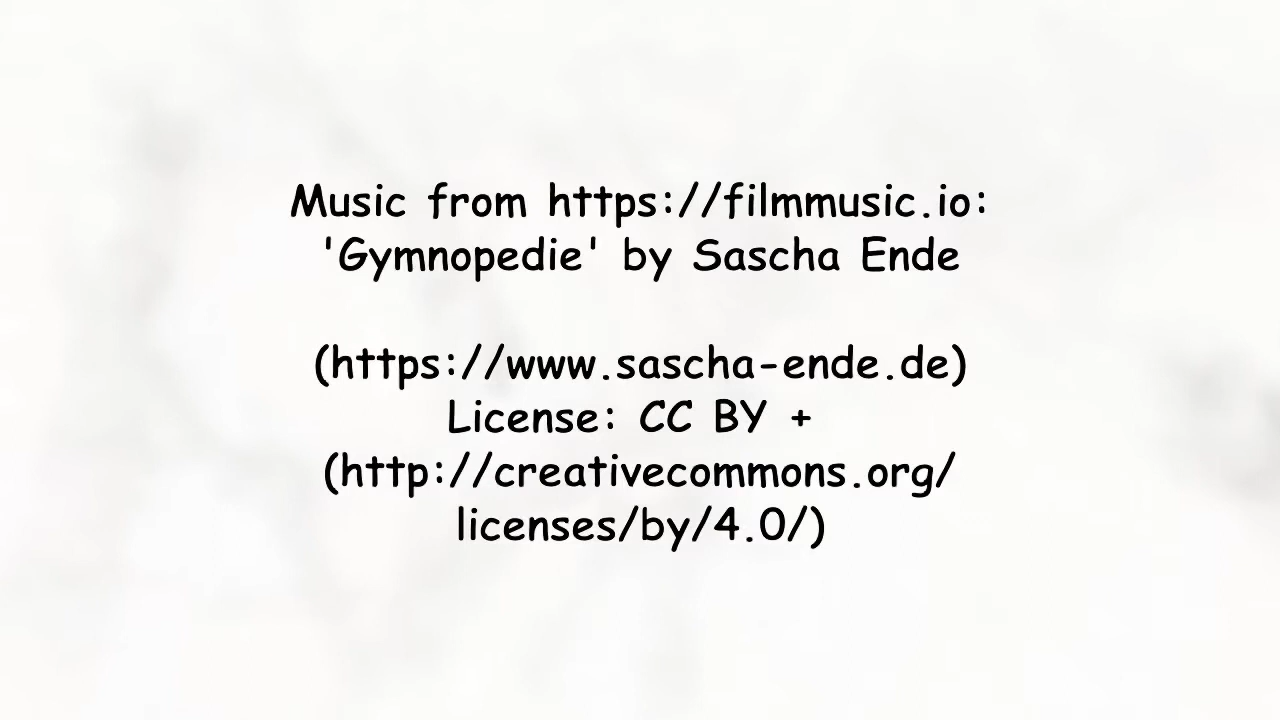 Music from https://filmmusic.io:
'Gymnopedie' by Sascha Ende
(https://www.sascha-ende.de)
License: CC BY +
(http://creativecommons.org/
licenses/by/4.0/)